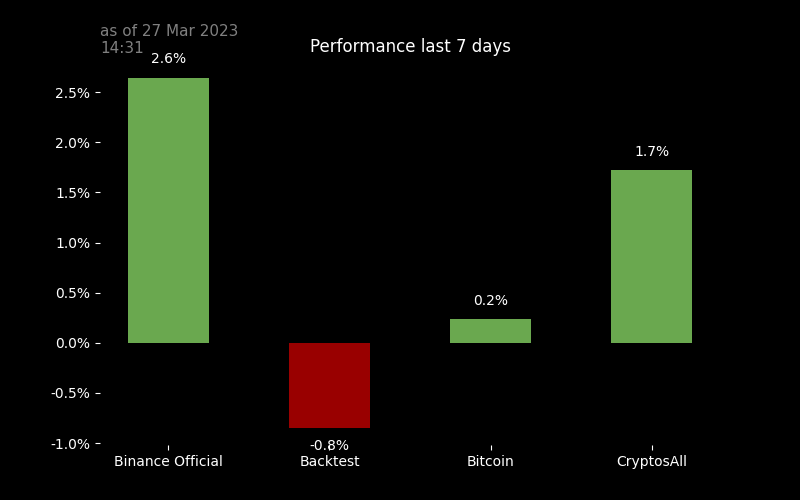 as of 27 Mar 2023
14:31
Performance last 7 days
2.6%
2.5%
2.0%
1.7%
1.5%
1.0%
0.5%
0.2%
0.0%
-0.5%
-1.0%
-0.8%
Binance Official
Backtest
Bitcoin
CryptosAll